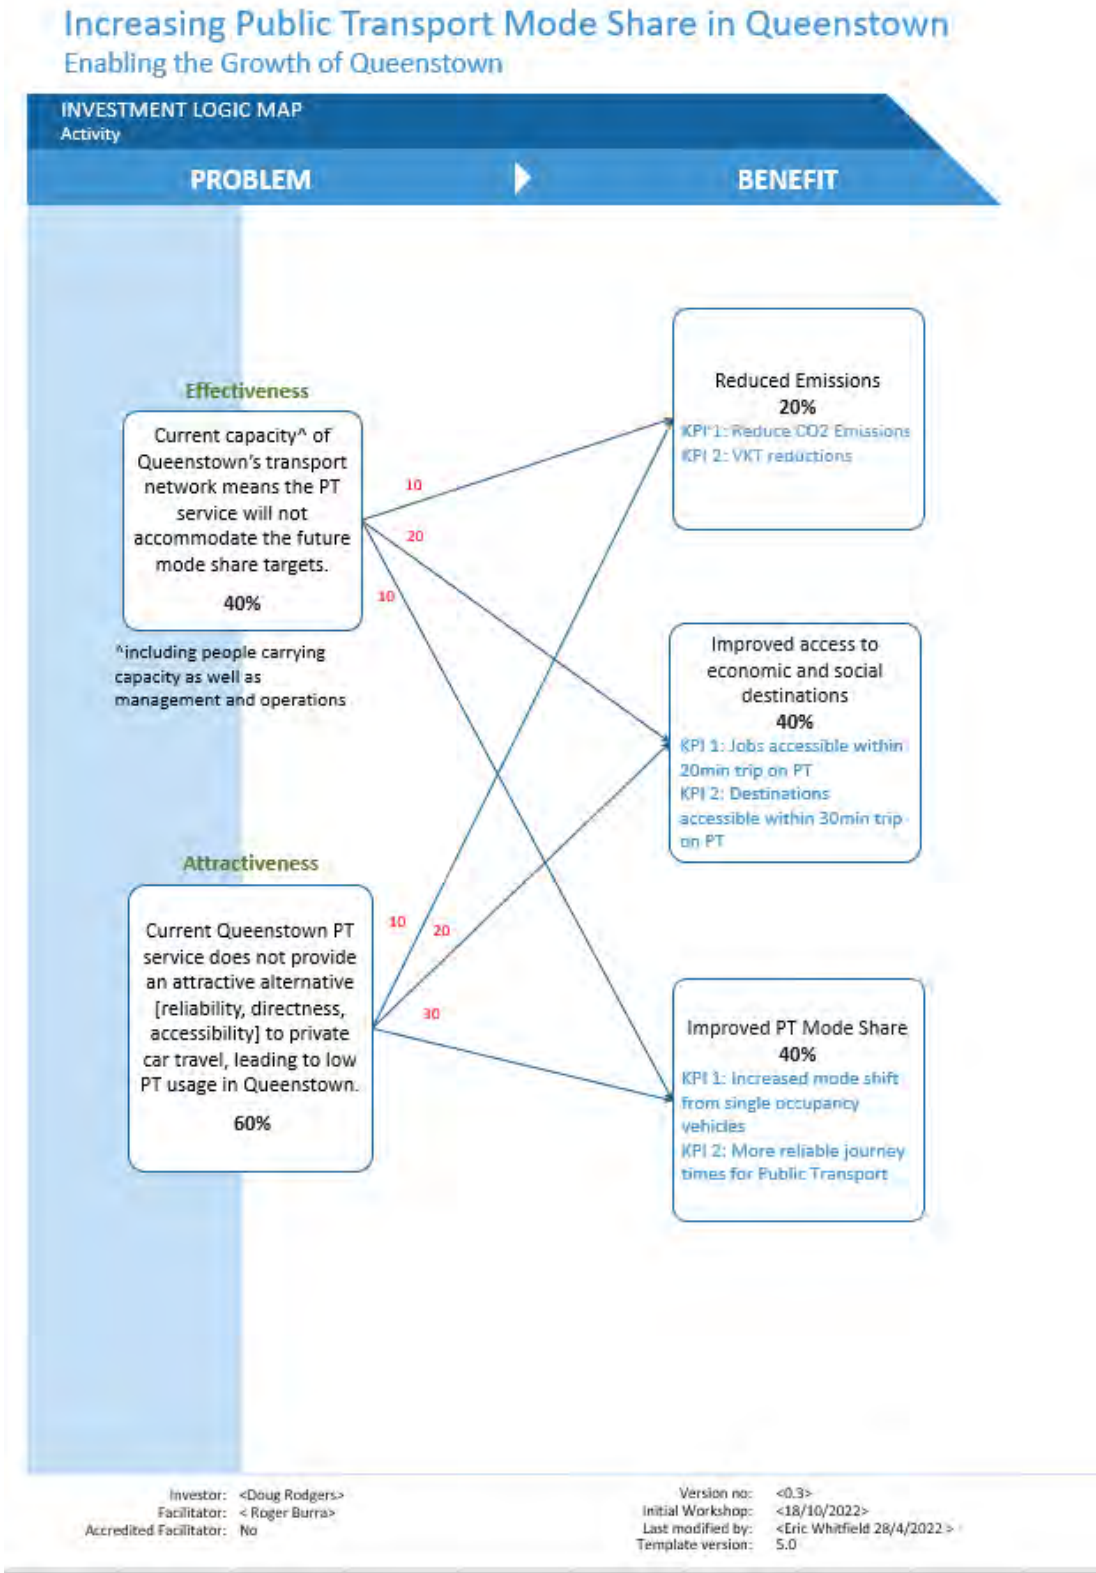 Increasing Public Transport Mode Share in Queenstown
Enabling the Growth of Queenstown
INVESTMENT LOGIC MAP
Activity
PROBLEM
BENEFIT
Effectiveness
Current capacity^ of
Queenstown's transport
network means the PT
service will not
accommodate the future
mode share targets.
40%
^including people carrying
capacity as well as
management and operations
Attractiveness
Current Queenstown PT
service does not provide
an attractive alternative
[reliability, directness,
accessibility] to private
car travel, leading to low
PT usage in Queenstown.
60%
10
20
10
10
20
30
Reduced Emissions
20%
KPI 1: Reduce CO2 Emissions
KPI 2: VKT reductions
Improved access to
economic and social
destinations
40%
KPI 1: Jobs accessible within
20min trip on PT
KPI 2: Destinations
accessible within 30min trip
on PT
Improved PT Mode Share
40%
KPI 1: Increased mode shift
from single occupancy
vehicles
KPI 2: More reliable journey
times for Public Transport
Investor: <Doug Rodgers>
Facilitator: < Roger Burra>
Accredited Facilitator: No
Version no: <0.3>
Initial Workshop: <18/10/2022>
Last modified by: <Eric Whitfield 28/4/2022 >
Template version: 5.0